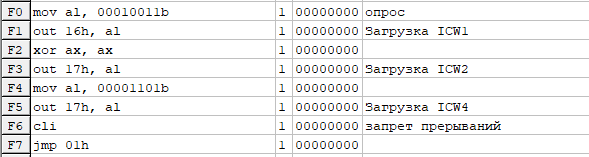 F0 mov al, 00010011b 1 00000000 опрос
F1 out 16h, al 1 00000000 Загрузка ICW1
F2 xor ax, ax 1 00000000
F3 out 17h, al 1 00000000 Загрузка ICW2
F4 mov al, 00001101b 1 00000000
F5 out 17h, al 1 00000000 Загрузка ICW4
F6 cli 1 00000000 запрет прерываний
F7 jmp 01h 1 00000000